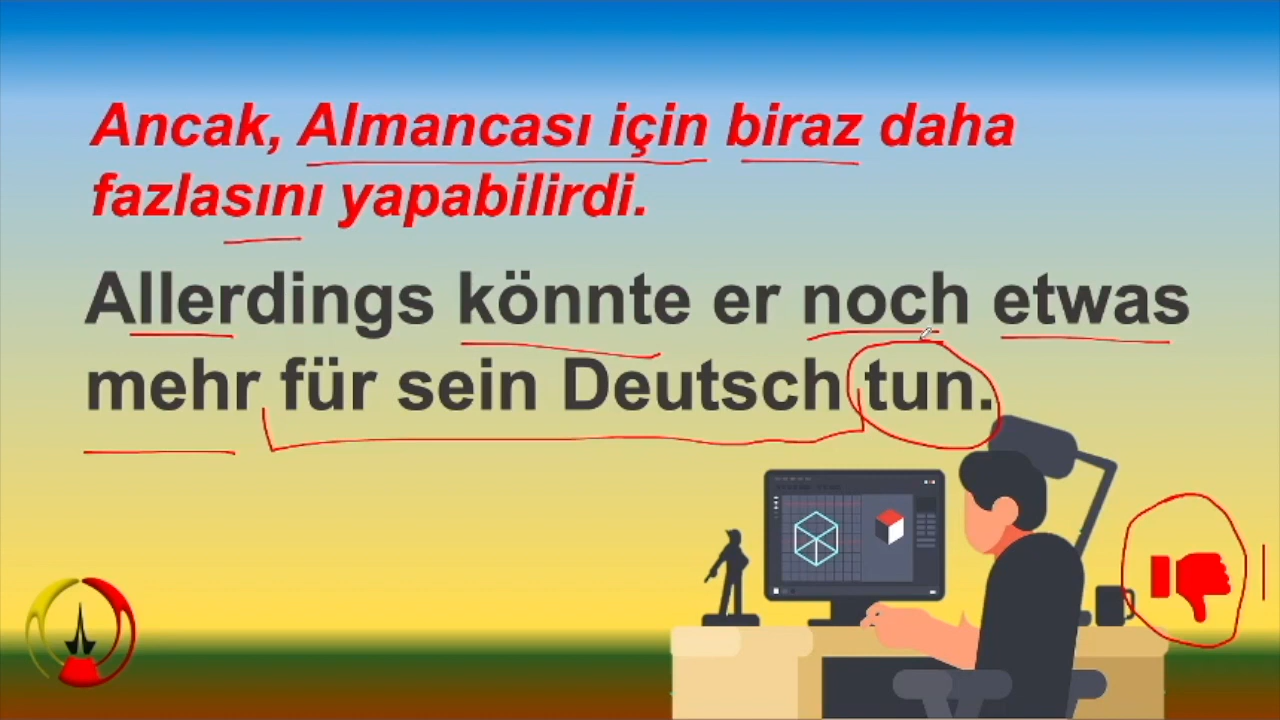 Ancak, Almancası için biraz daha
fazlasını yapabilirdi.
Allerdings könnte er noch etwas
mehr für sein Deutsch tun.